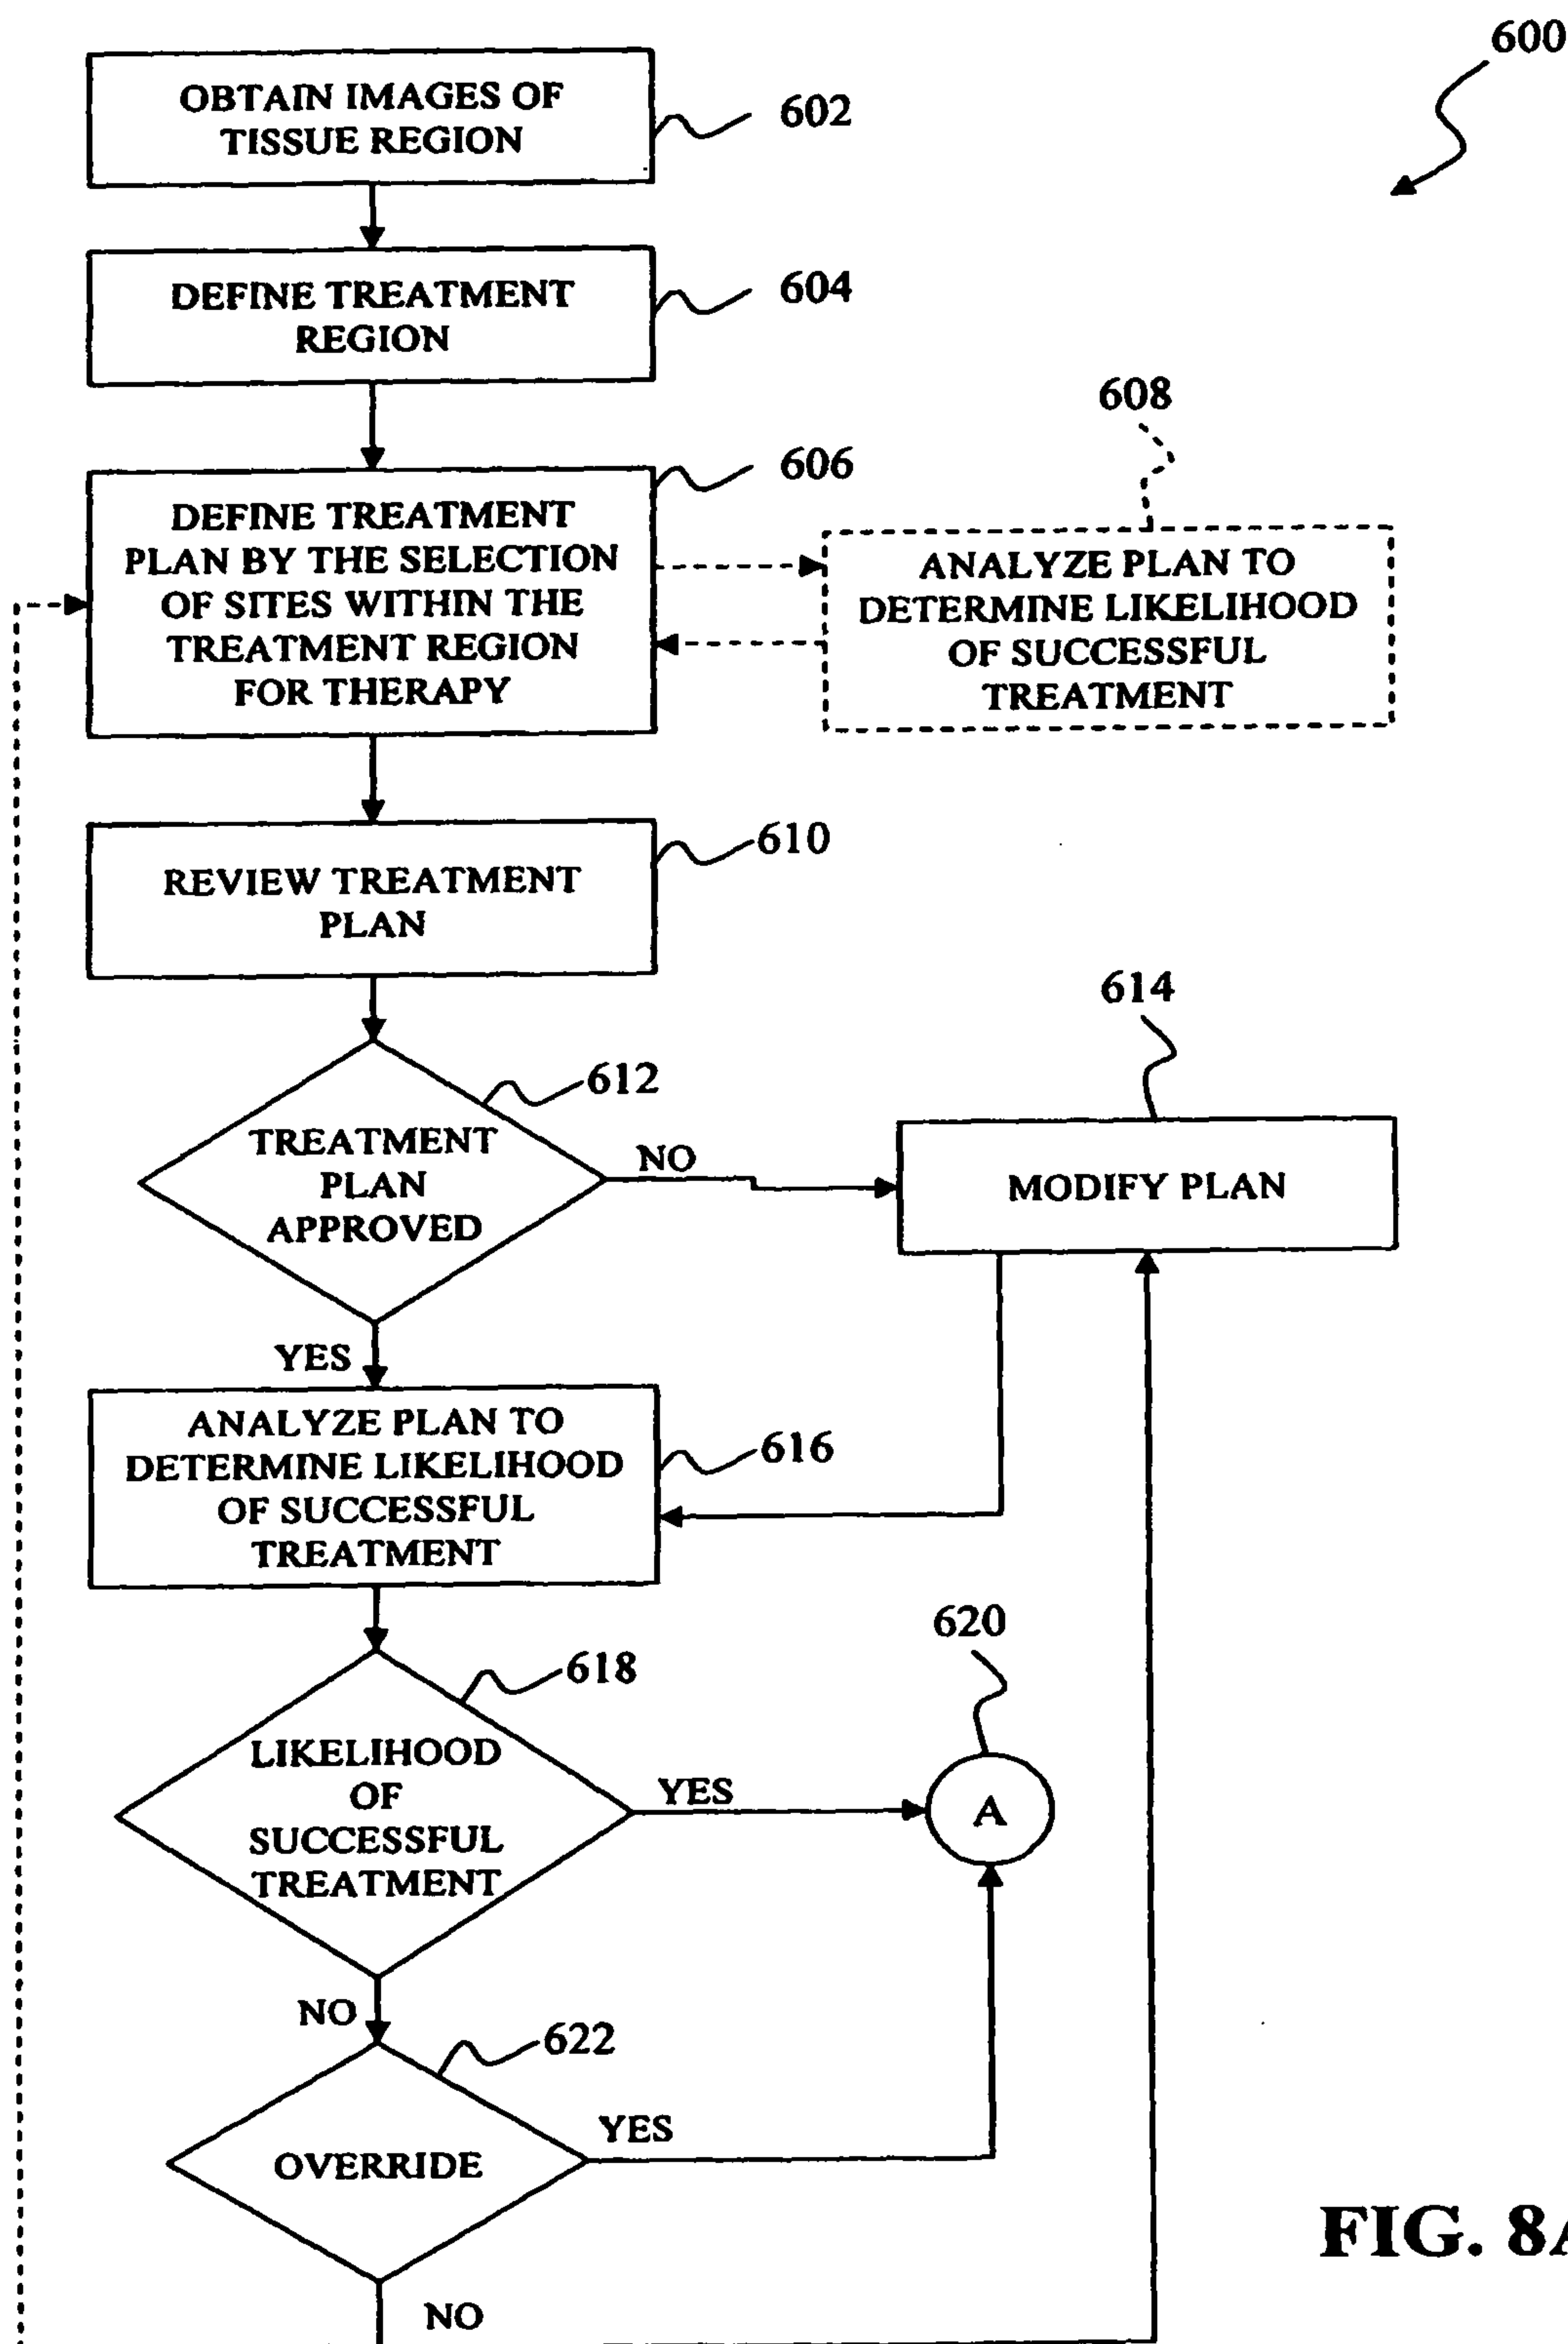 600
OBTAIN IMAGES OF
TISSUE REGION
602
DEFINE TREATMENT
REGION
604
606
DEFINE TREATMENT
PLAN BY THE SELECTION
OF SITES WITHIN THE
TREATMENT REGION
FOR THERAPY
608
ANALYZE PLAN TO
DETERMINE LIKELIHOOD
OF SUCCESSFUL
TREATMENT
610
REVIEW TREATMENT
PLAN
612
TREATMENT
PLAN
APPROVED
NO
614
MODIFY PLAN
YES
ANALYZE PLAN TO
DETERMINE LIKELIHOOD
OF SUCCESSFUL
TREATMENT
616
618
LIKELIHOOD
OF
SUCCESSFUL
TREATMENT
YES
620
A
NO
622
OVERRIDE
YES
NO
FIG. 8A